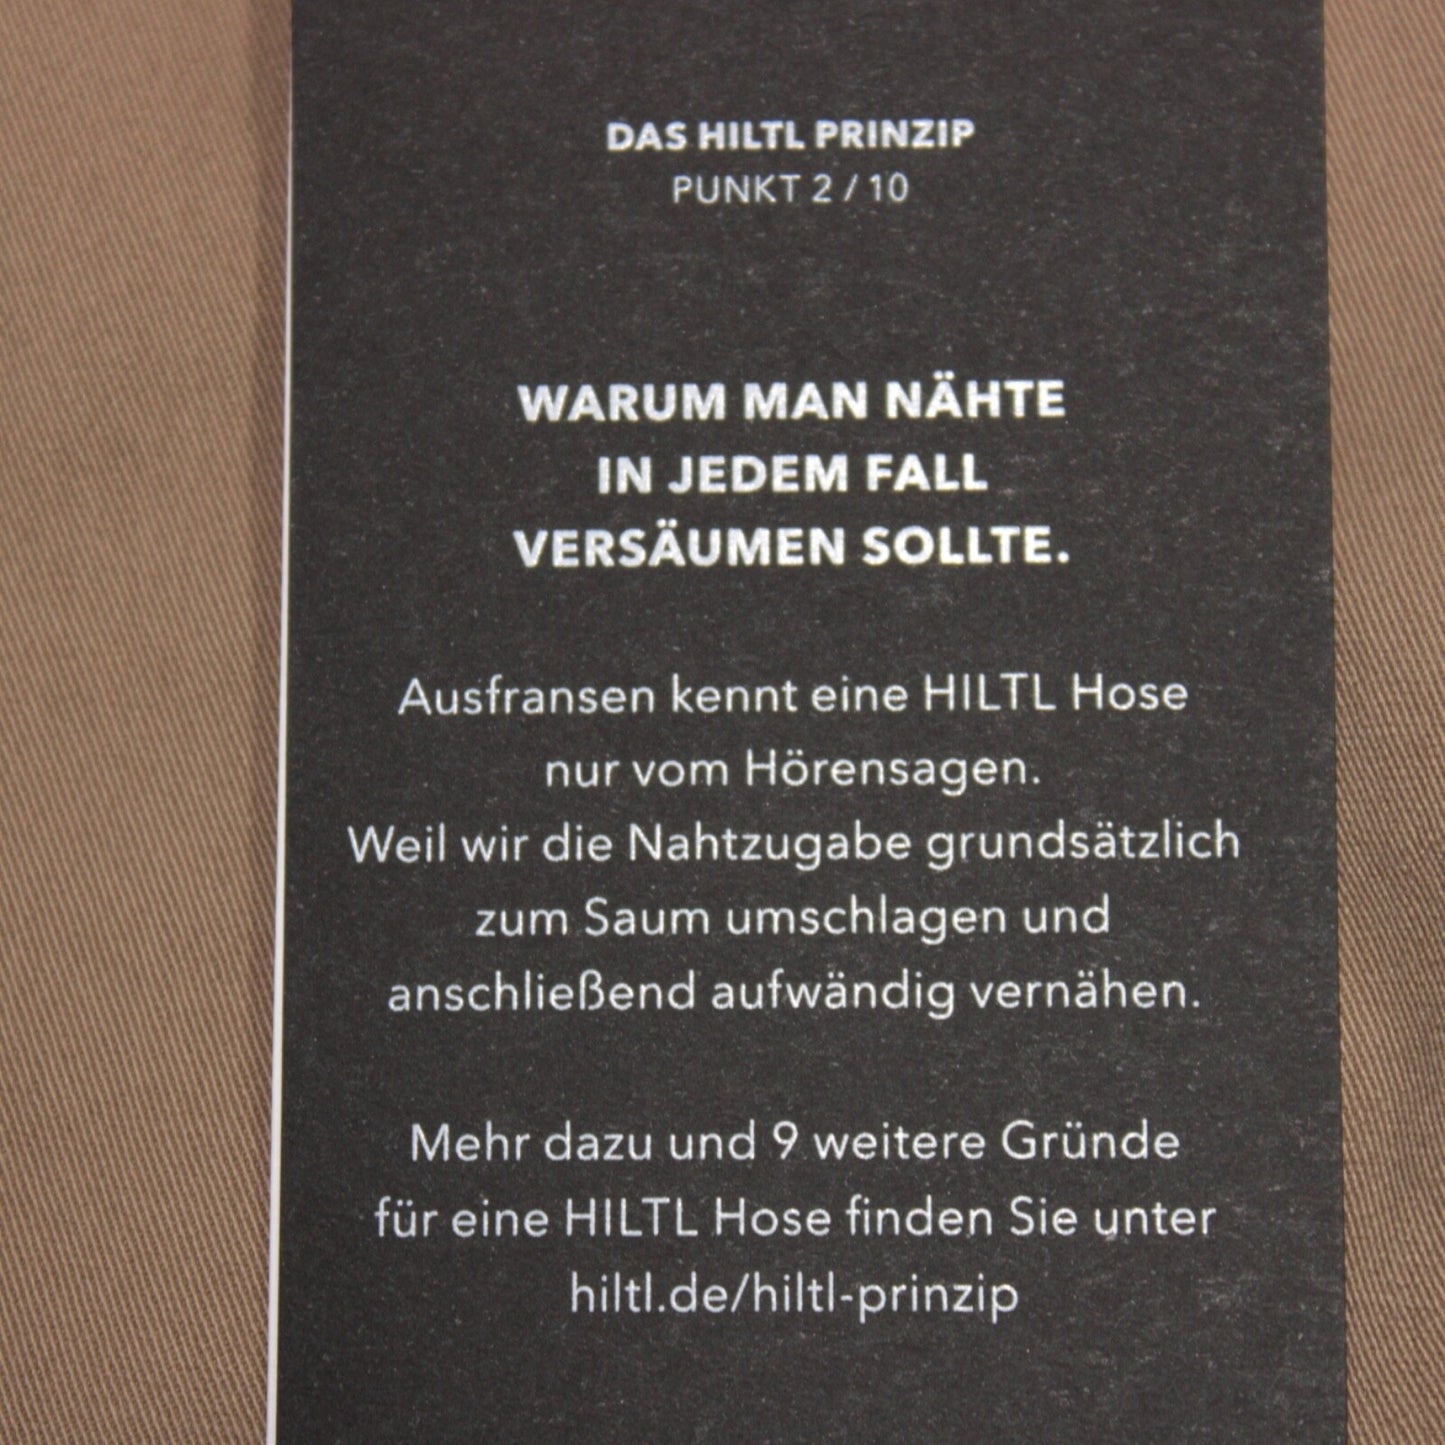 DAS HILTL PRINZIP
PUNKT 2 / 10
WARUM MAN NÄHTE
IN JEDEM FALL
VERSÄUMEN SOLLTE.
Ausfransen kennt eine HILTL Hose
nur vom Hörensagen.
Weil wir die Nahtzugabe grundsätzlich
zum Saum umschlagen und
anschließend aufwändig vernähen.
Mehr dazu und 9 weitere Gründe
für eine HILTL Hose finden Sie unter
hiltl.de/hiltl-prinzip